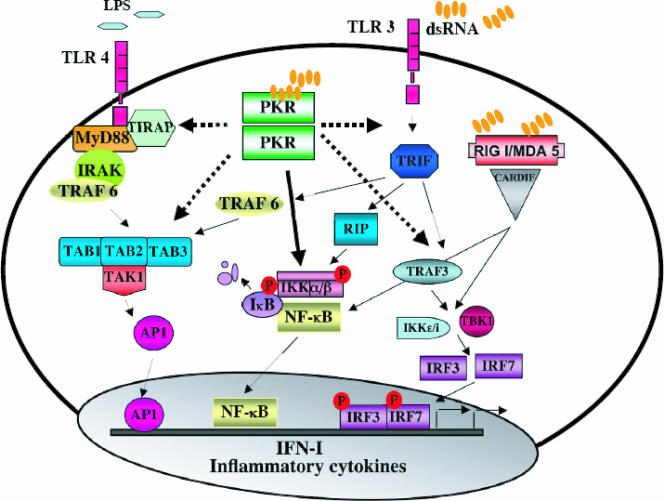 LPS
TLR 4
TLR 3
dsRNA
PKR
PKR
MyD88
TIRAP
IRAK
TRAF 6
TRIF
RIG I/MDA 5
CARDIF
TRAF 6
RIP
TAB1
TAB2
TAB3
TAK1
TRAF3
P
P
IKKα/β
IκB
NF-κB
IKKε/i
TBK1
AP1
IRF3
IRF7
AP1
NF-κB
P
P
IRF3
IRF7
IFN-I
Inflammatory cytokines